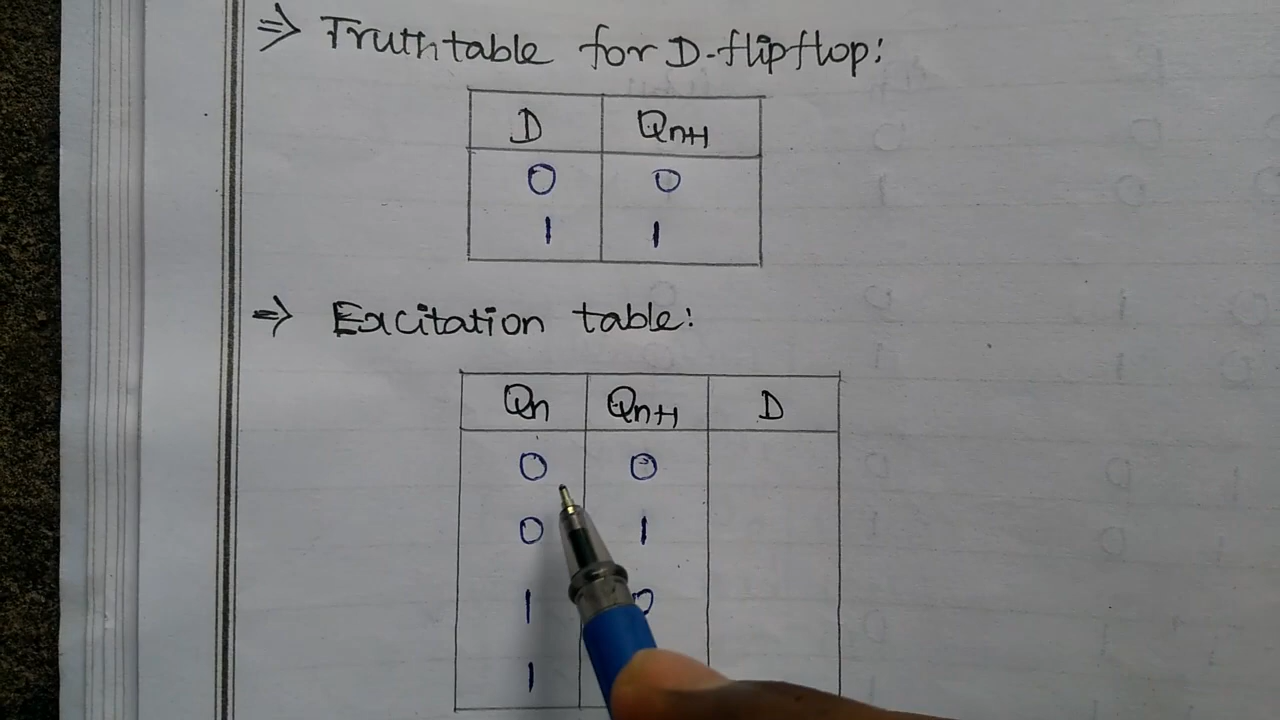 ⇒ Truthtable for D-flipflop:
D Qn+1
0 0
1 1
⇒ Excitation table:
Qn Qn+1 D
0 0
0 1
1 0
1